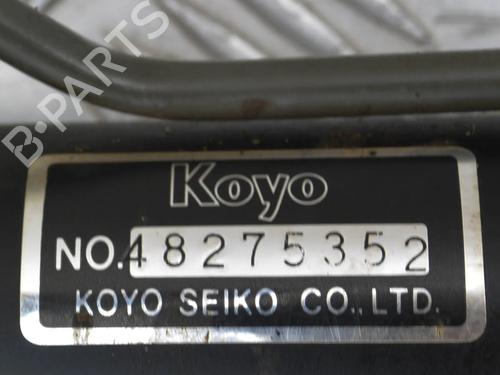 B-PARTS
Koyo
NO.48275352
KOYO SEIKO CO.,LTD.